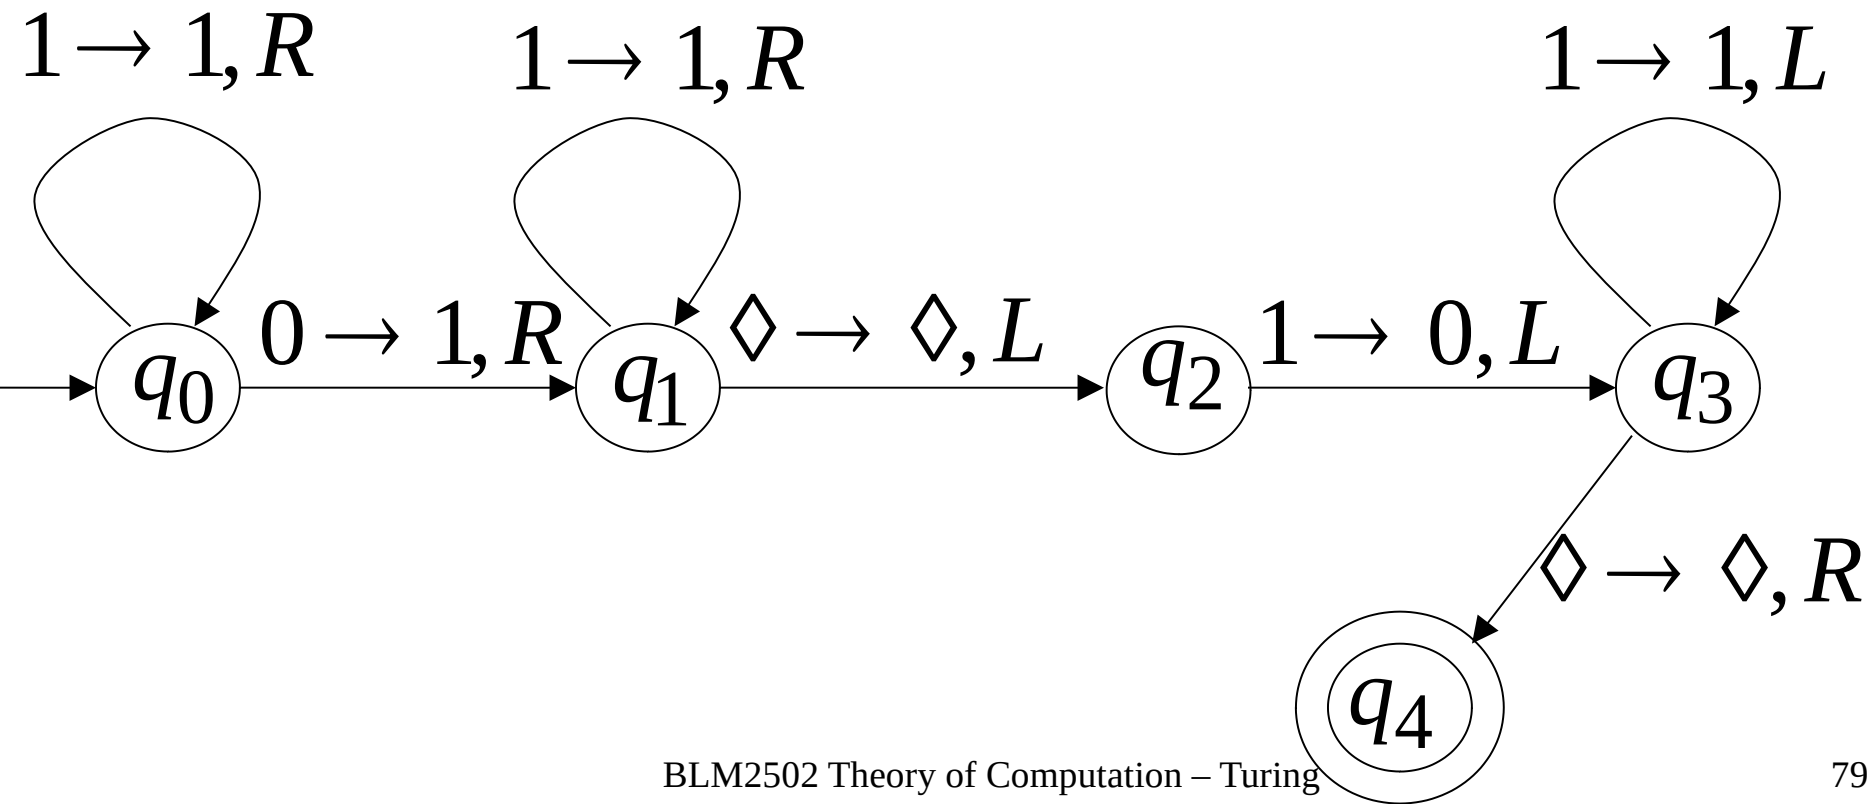 1 → 1, R
1 → 1, R
1 → 1, L
0 → 1, R
◊ → ◊, L
1 → 0, L
q0
q1
q2
q3
◊ → ◊, R
q4
BLM2502 Theory of Computation – Turing
79